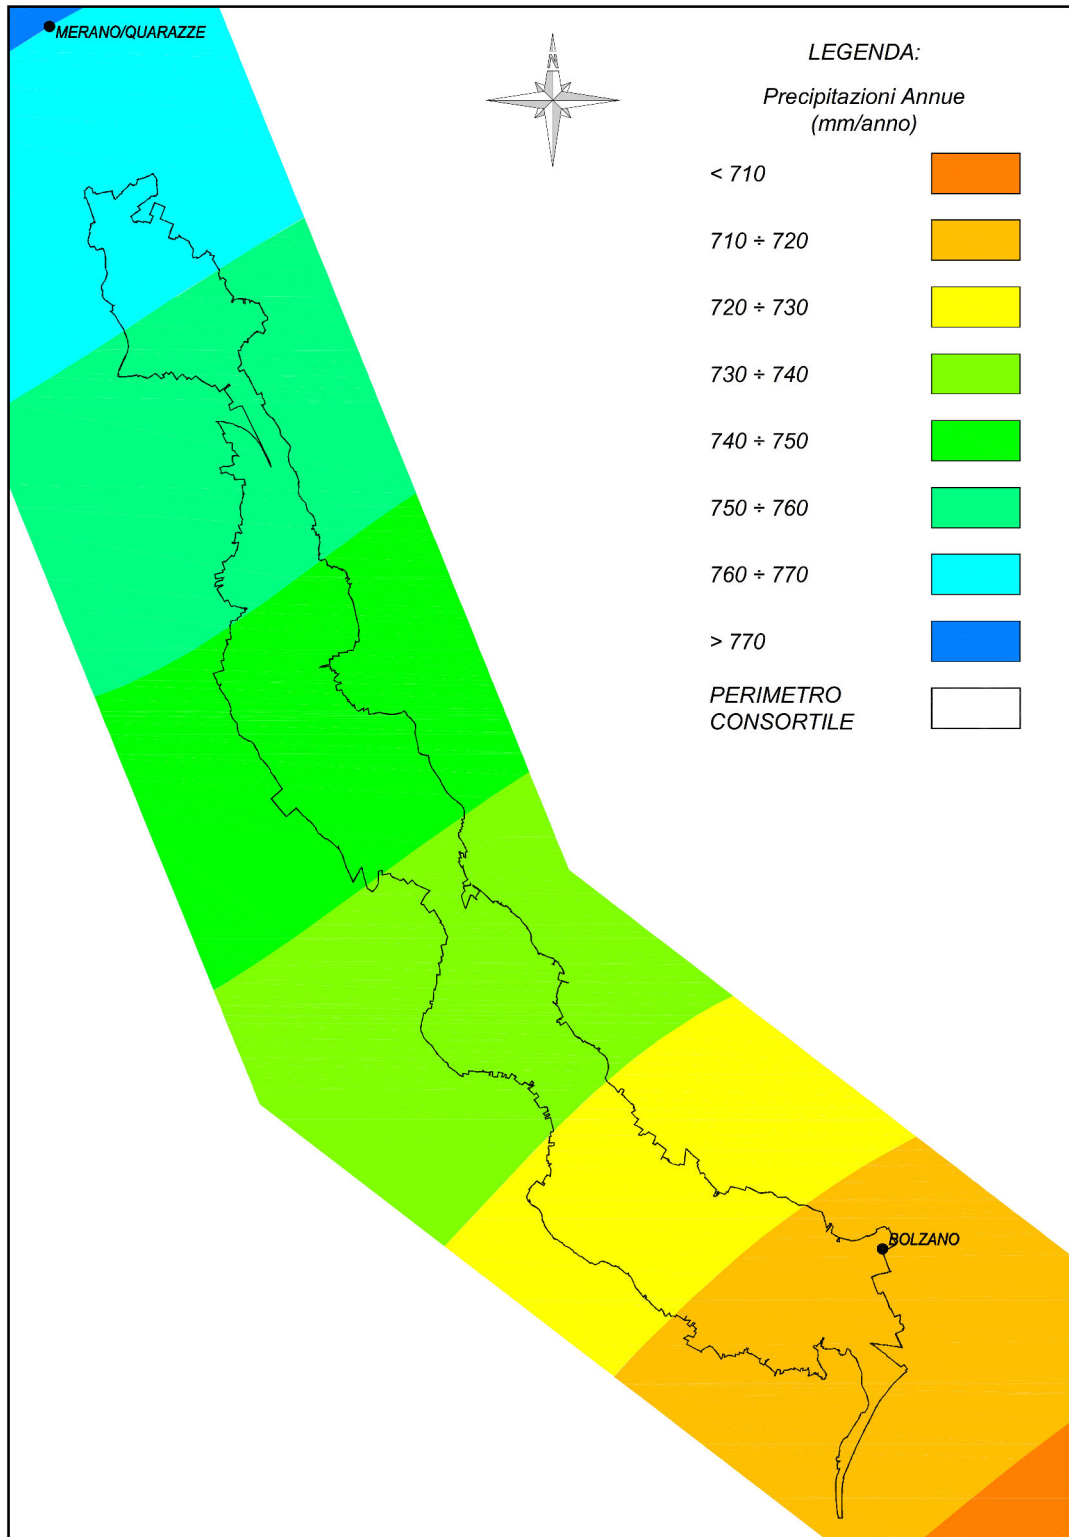 MERANO/QUARAZZE
N
LEGENDA:
Precipitazioni Annue
(mm/anno)
< 710
710 ÷ 720
720 ÷ 730
730 ÷ 740
740 ÷ 750
750 ÷ 760
760 ÷ 770
> 770
PERIMETRO
CONSORTILE
BOLZANO